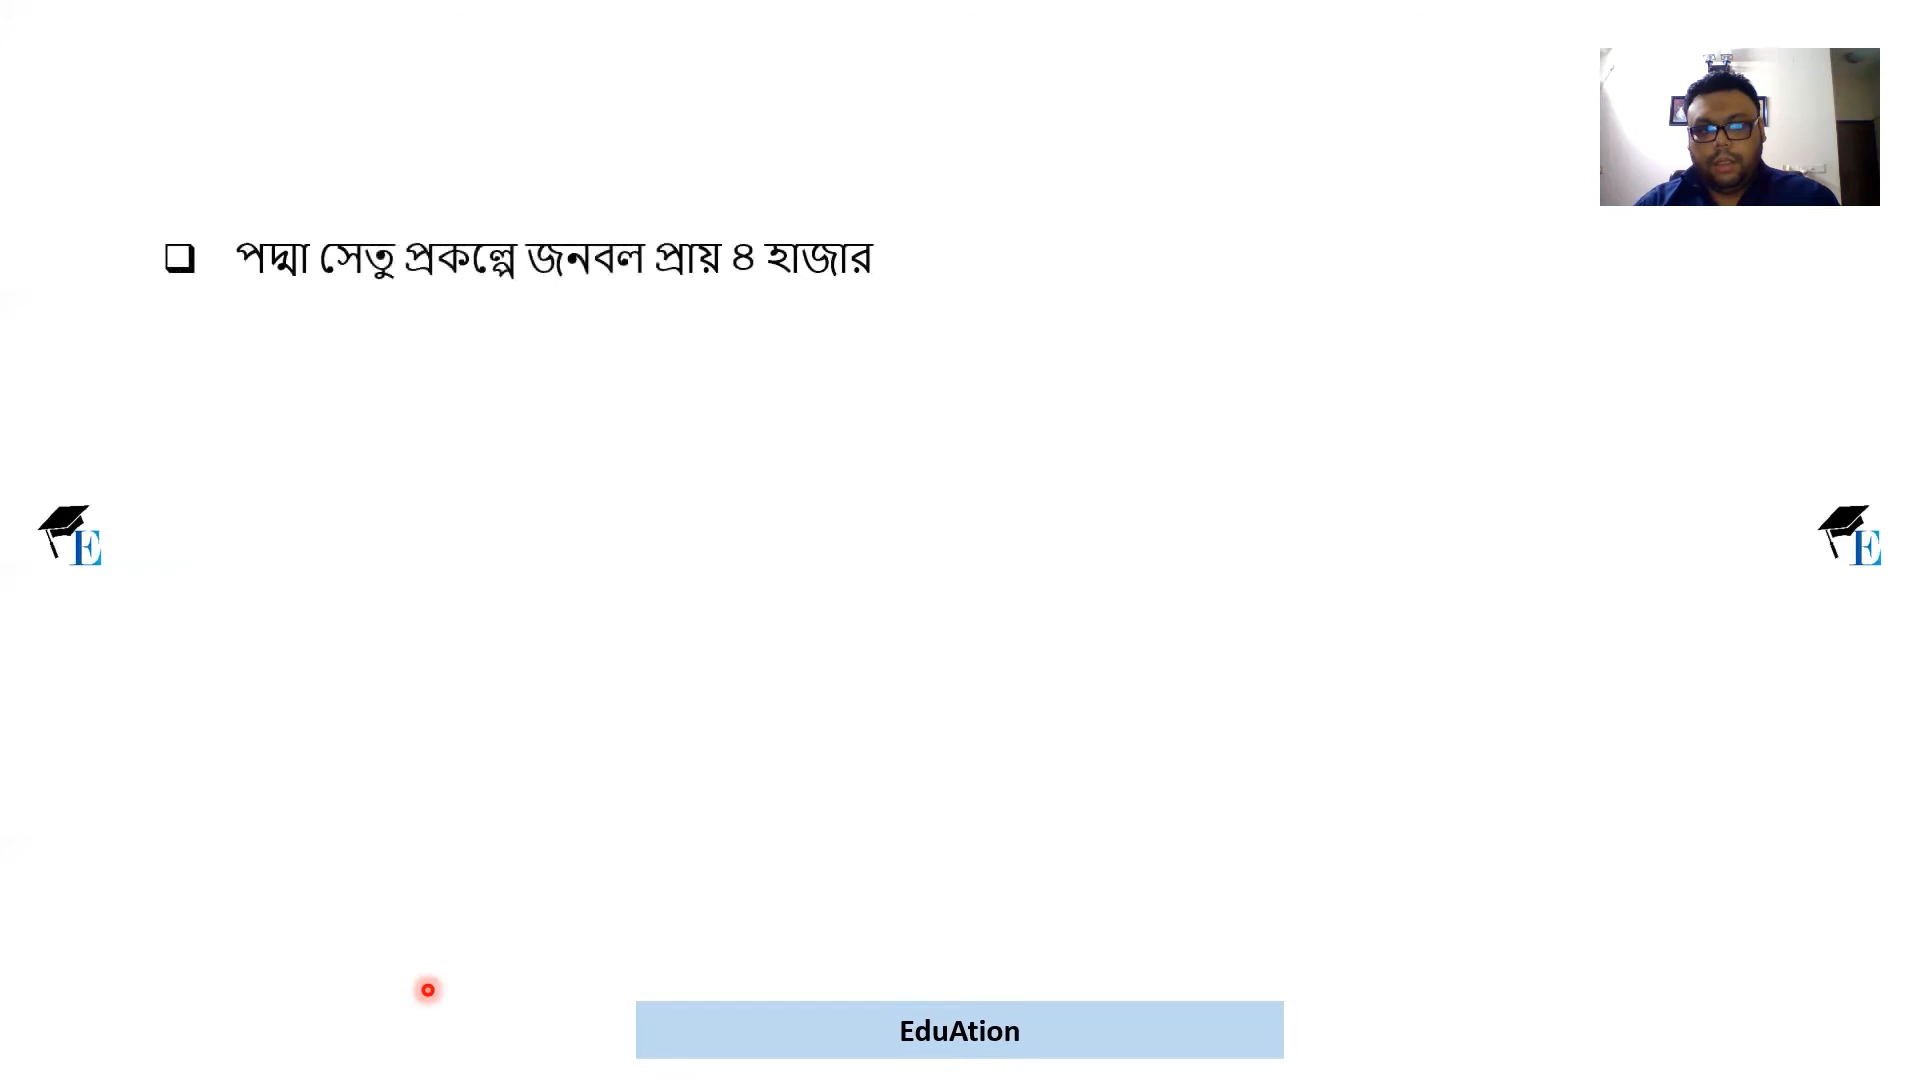 পদ্মা সেতু প্রকল্পে জনবল প্রায় ৪ হাজার
E
E
EduAtion